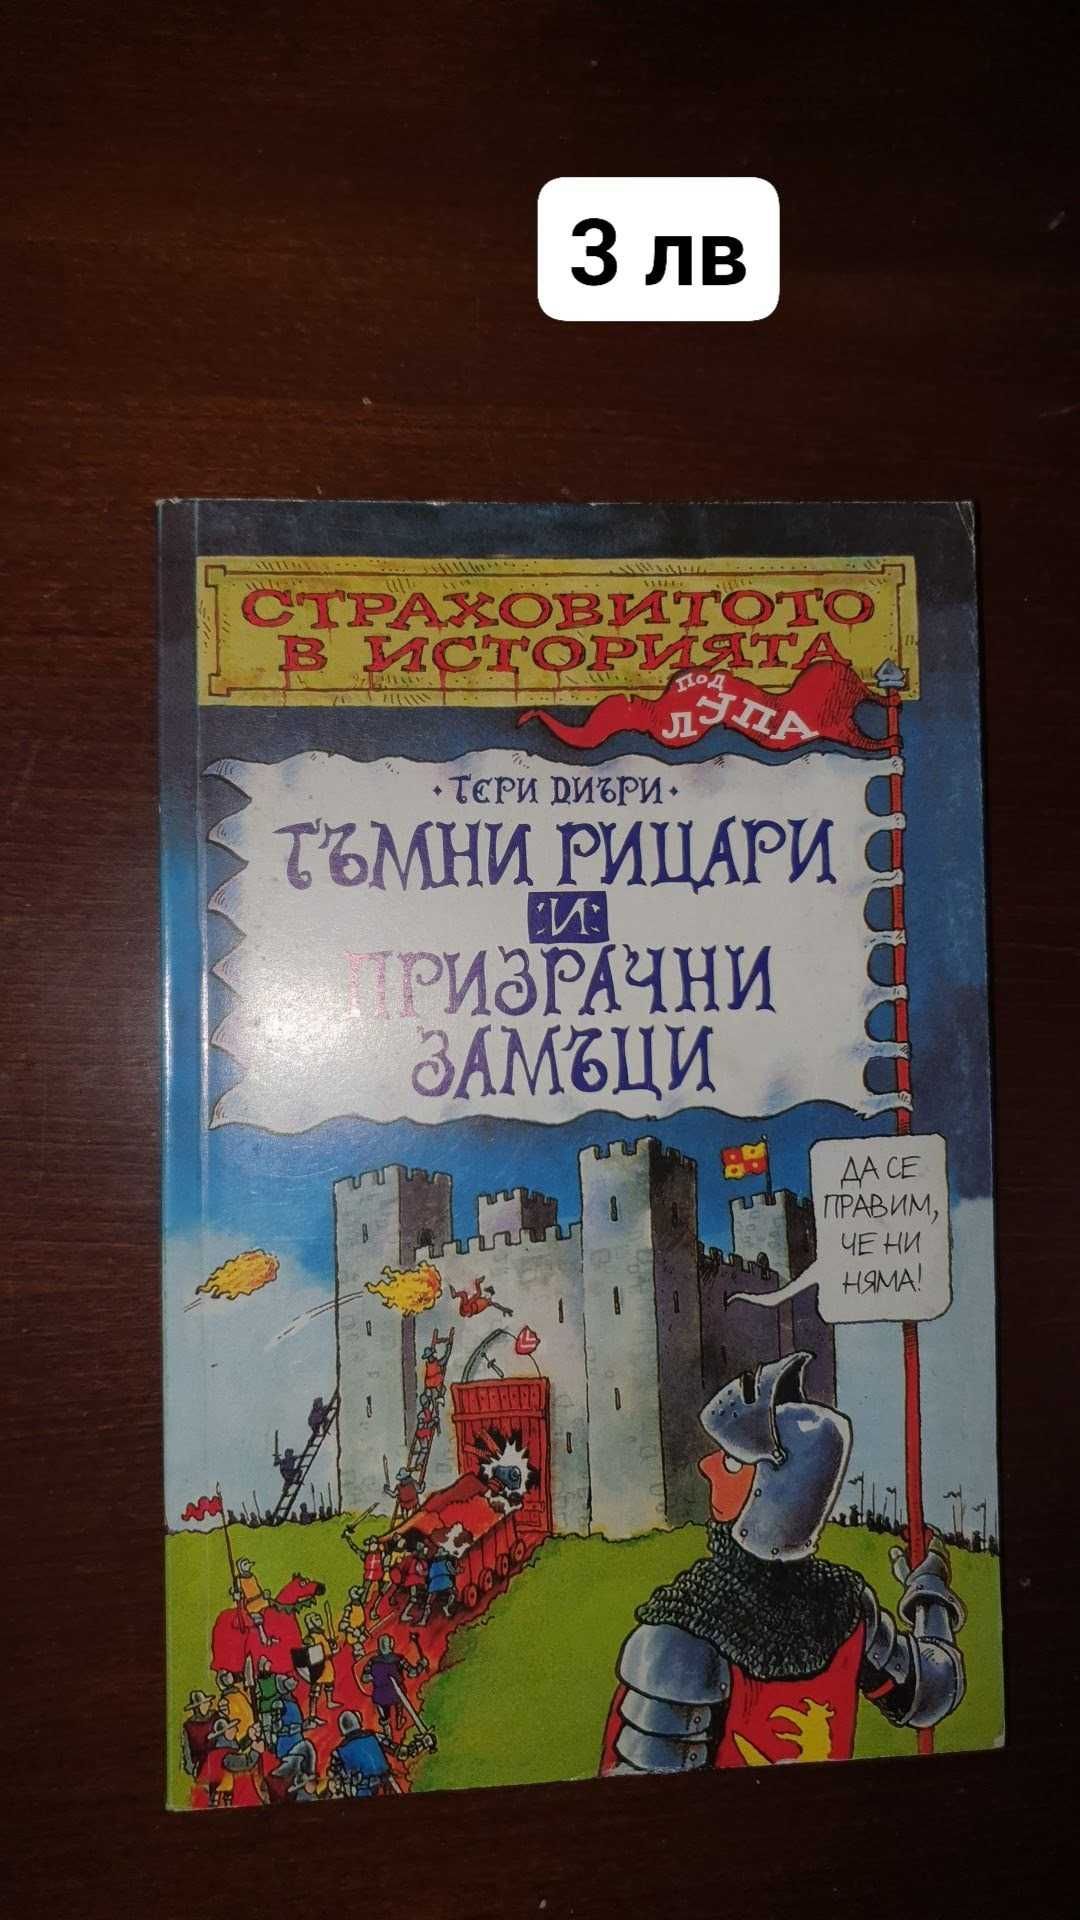 3 лв
СТРАХОВИТОТО
В ИСТОРИЯТА
ПОД
ЛУПА
· ТЕРИ ДИЪРИ ·
ТЪМНИ РИЦАРИ
И
ПРИЗРАЧНИ
ЗАМЪЦИ
ДА СЕ
ПРАВИМ,
ЧЕ НИ
НЯМА!